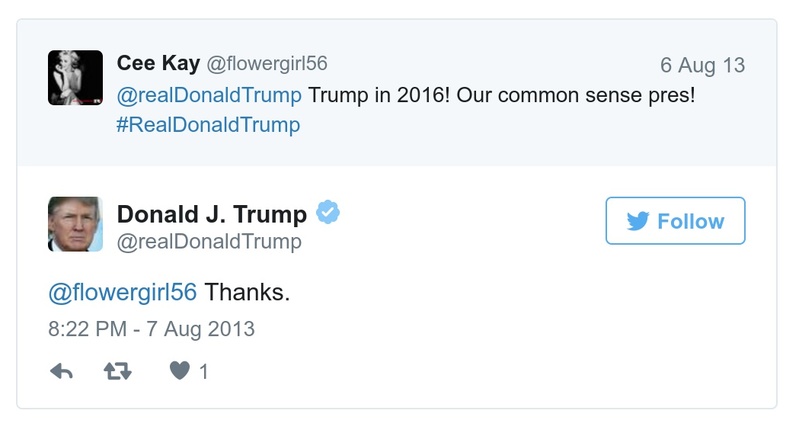 Cee Kay @flowergirl56 6 Aug 13
@realDonaldTrump Trump in 2016! Our common sense pres!
#RealDonaldTrump
Donald J. Trump
@realDonaldTrump
Follow
@flowergirl56 Thanks.
8:22 PM - 7 Aug 2013
1